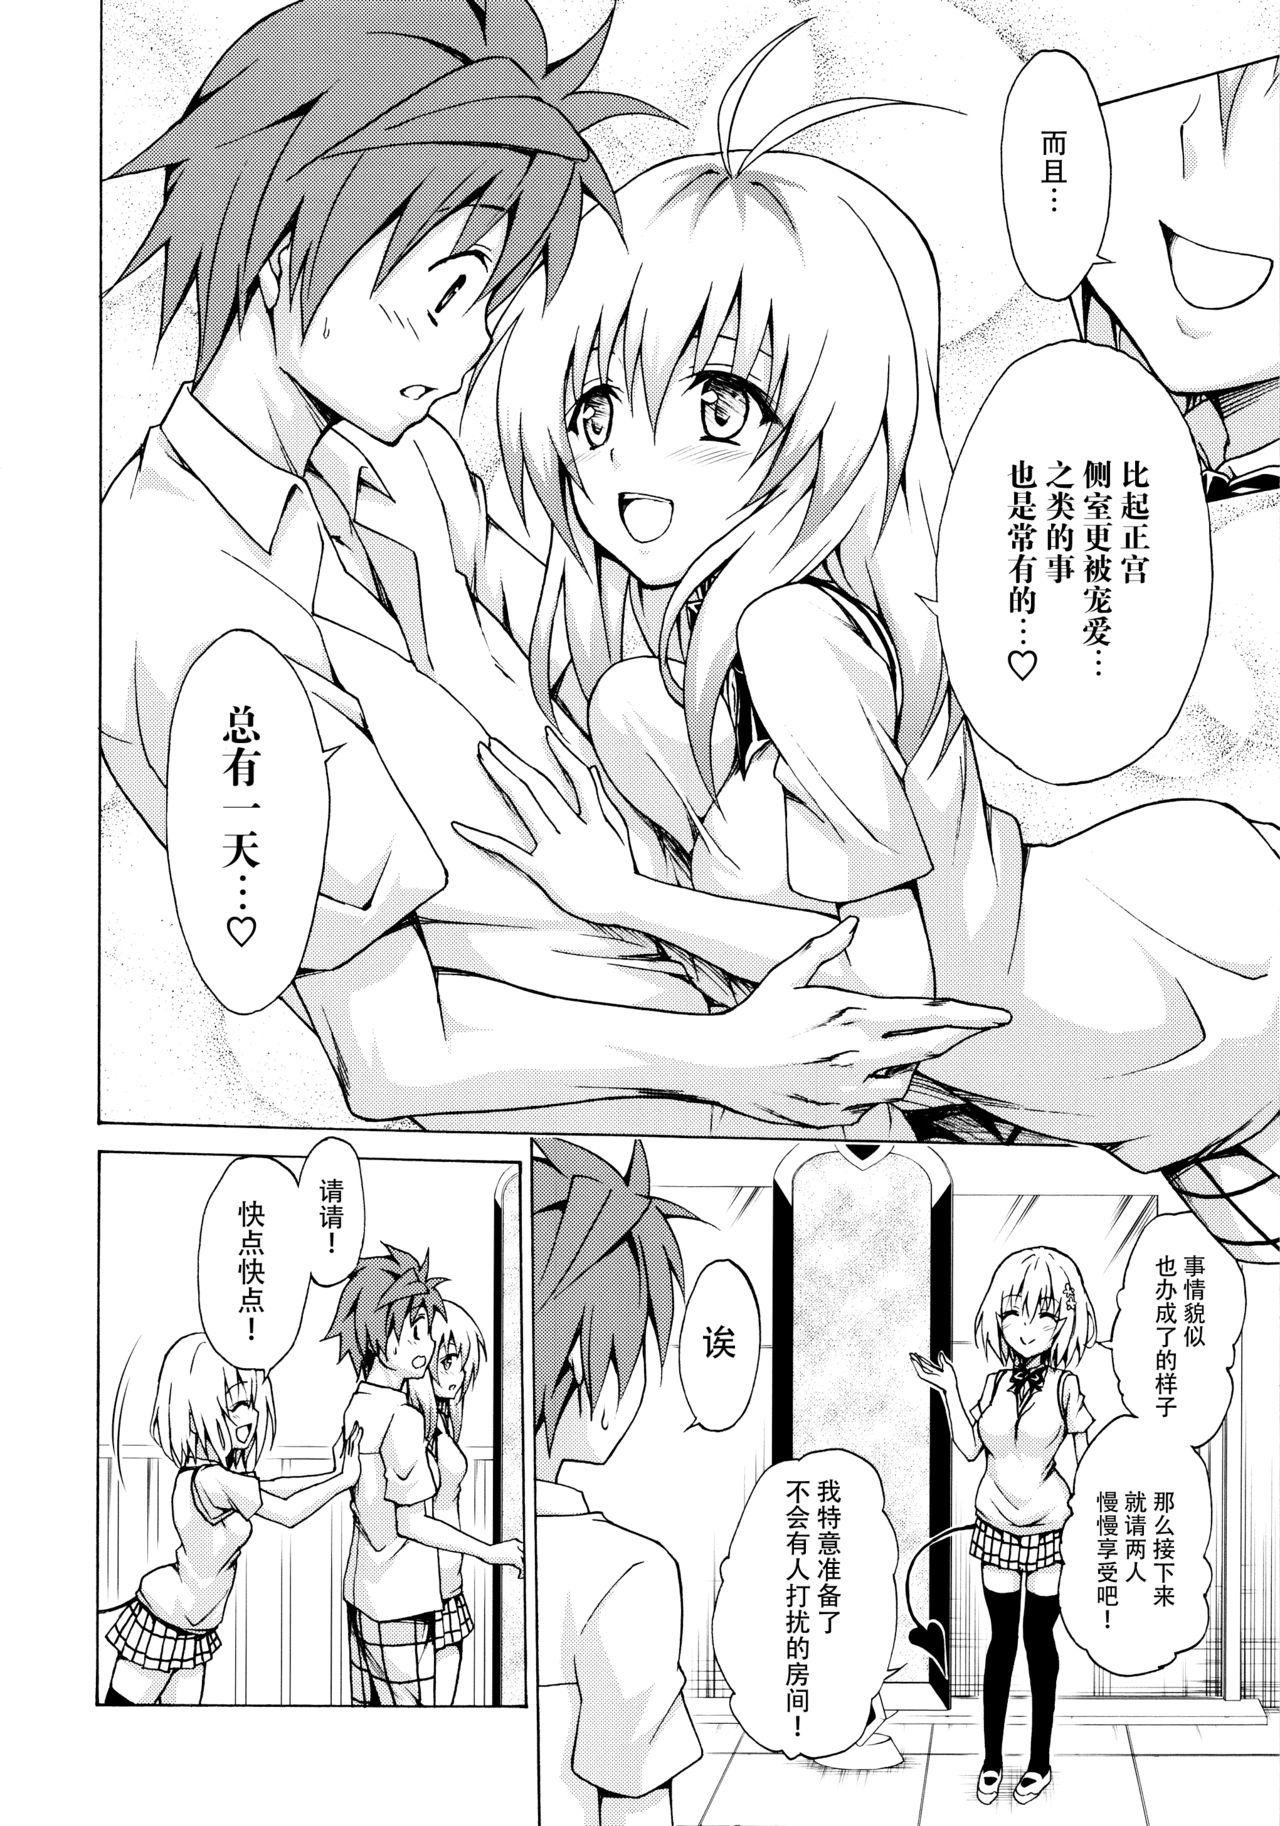 而且…
比起正宫
侧室更被宠爱…
之类的事
也是常有的…♡
总有一天…♡
事情貌似
也办成了的样子
那么接下来
就请两人
慢慢享受吧！
我特意准备了
不会有人打扰的房间！
诶
请请！
快点快点！